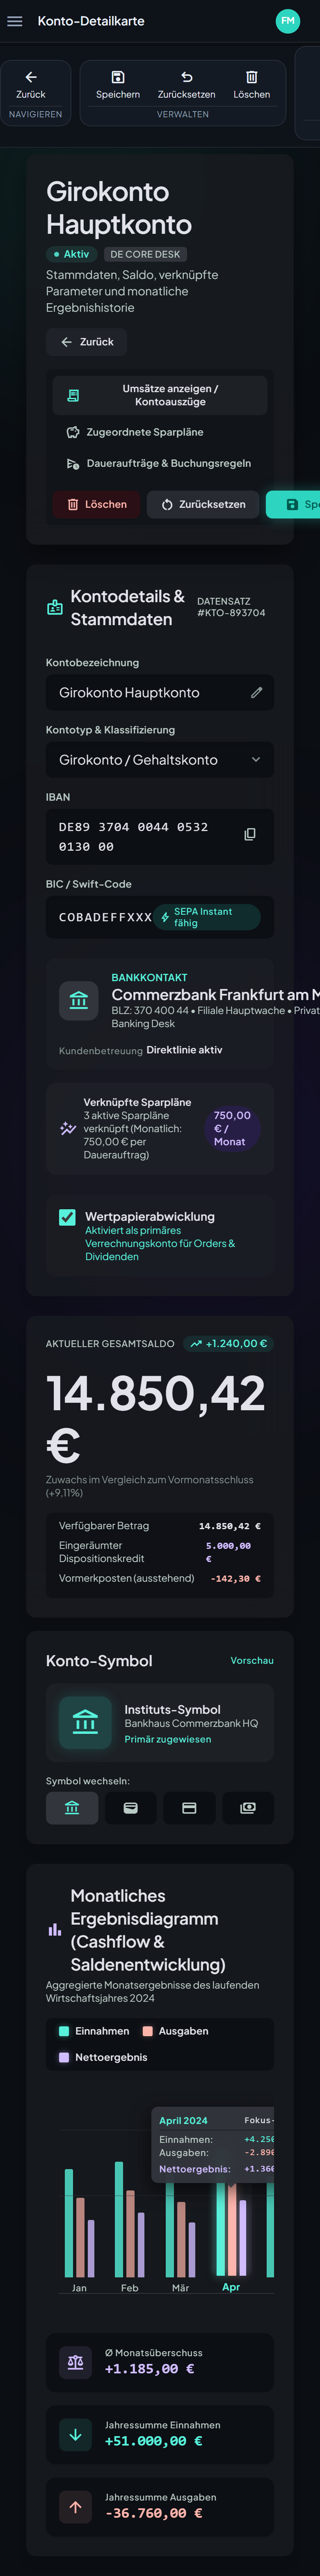 Konto-Detailkarte
FM
Zurück
NAVIGIEREN
Speichern Zurücksetzen Löschen
VERWALTEN
Girokonto
Hauptkonto
Aktiv DE CORE DESK
Stammdaten, Saldo, verknüpfte
Parameter und monatliche
Ergebnishistorie
Zurück
Umsätze anzeigen /
Kontoauszüge
Zugeordnete Sparpläne
Daueraufträge & Buchungsregeln
Löschen Zurücksetzen Spe
Kontodetails &
Stammdaten
DATENSATZ
#KTO-893704
Kontobezeichnung
Girokonto Hauptkonto
Kontotyp & Klassifizierung
Girokonto / Gehaltskonto
IBAN
DE89 3704 0044 0532
0130 00
BIC / Swift-Code
COBADEFFXXX
SEPA Instant
fähig
BANKKONTAKT
Commerzbank Frankfurt am M
BLZ: 370 400 44 • Filiale Hauptwache • Privat
Banking Desk
Kundenbetreuung Direktlinie aktiv
Verknüpfte Sparpläne
3 aktive Sparpläne
verknüpft (Monatlich:
750,00 € per
Dauerauftrag)
750,00
€ /
Monat
Wertpapierabwicklung
Aktiviert als primäres
Verrechnungskonto für Orders &
Dividenden
AKTUELLER GESAMTSALDO +1.240,00 €
14.850,42
€
Zuwachs im Vergleich zum Vormonatsschluss
(+9,11%)
Verfügbarer Betrag 14.850,42 €
Eingeräumter
Dispositionskredit
5.000,00
€
Vormerkposten (ausstehend) -142,30 €
Konto-Symbol Vorschau
Instituts-Symbol
Bankhaus Commerzbank HQ
Primär zugewiesen
Symbol wechseln:
Monatliches
Ergebnisdiagramm
(Cashflow &
Saldenentwicklung)
Aggregierte Monatsergebnisse des laufenden
Wirtschaftsjahres 2024
Einnahmen Ausgaben
Nettoergebnis
April 2024 Fokus-
Einnahmen: +4.250
Ausgaben: -2.890
Nettoergebnis: +1.360
Jan Feb Mär Apr
Ø Monatsüberschuss
+1.185,00 €
Jahressumme Einnahmen
+51.000,00 €
Jahressumme Ausgaben
-36.760,00 €